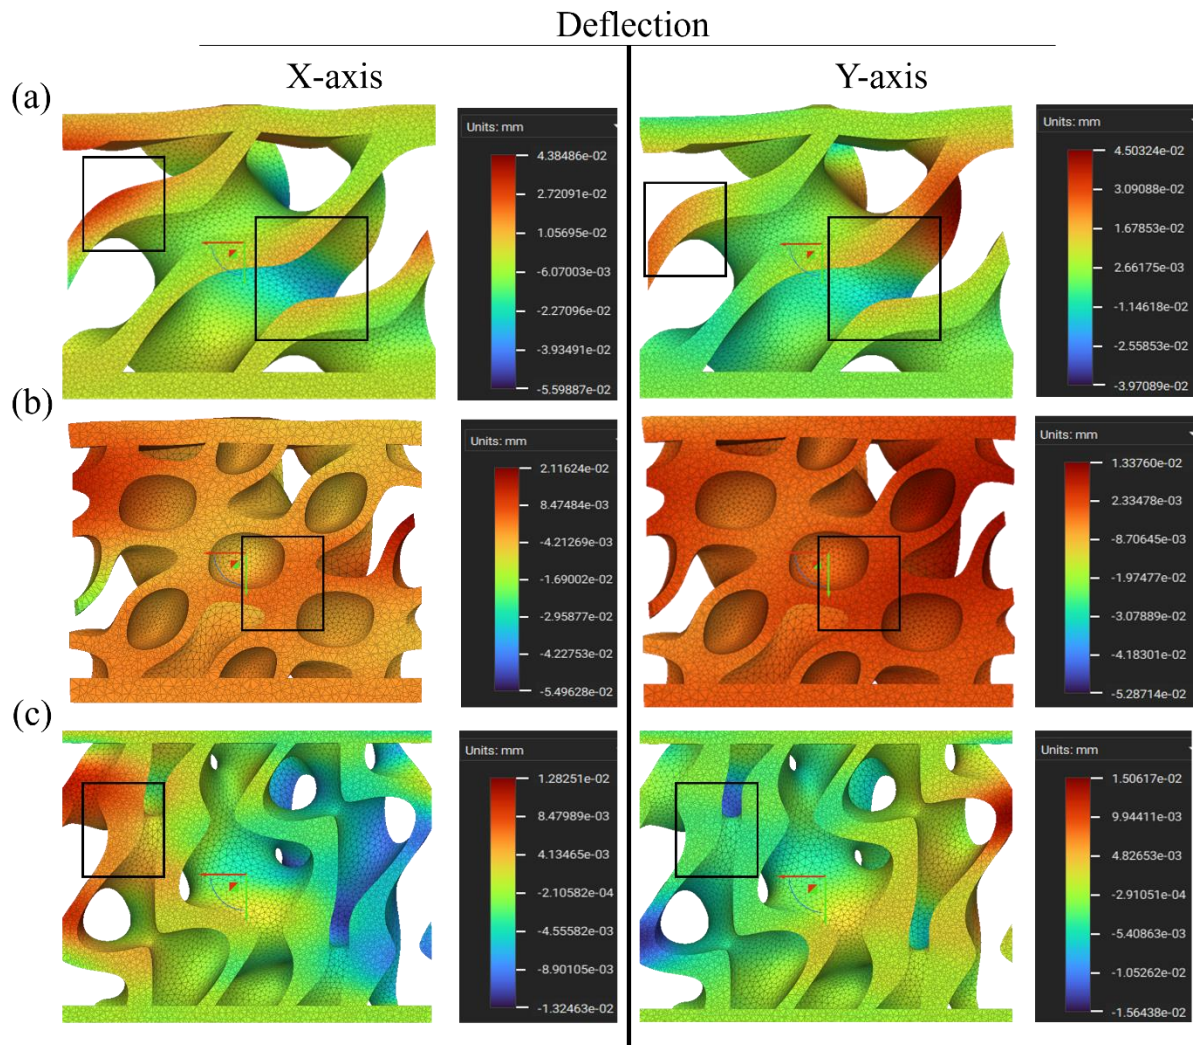 Deflection
X-axis
Y-axis
(a)
Units: mm
4.38486e-02
2.72091e-02
1.05695e-02
-6.07003e-03
-2.27096e-02
-3.93491e-02
-5.59887e-02
Units: mm
4.50324e-02
3.09088e-02
1.67853e-02
2.66175e-03
-1.14618e-02
-2.55853e-02
-3.97089e-02
(b)
Units: mm
2.11624e-02
8.47484e-03
-4.21269e-03
-1.69002e-02
-2.95877e-02
-4.22753e-02
-5.49628e-02
Units: mm
1.33760e-02
2.33478e-03
-8.70645e-03
-1.97477e-02
-3.07889e-02
-4.18301e-02
-5.28714e-02
(c)
Units: mm
1.28251e-02
8.47989e-03
4.13465e-03
-2.10582e-04
-4.55582e-03
-8.90105e-03
-1.32463e-02
Units: mm
1.50617e-02
9.94411e-03
4.82653e-03
-2.91051e-04
-5.40863e-03
-1.05262e-02
-1.56438e-02